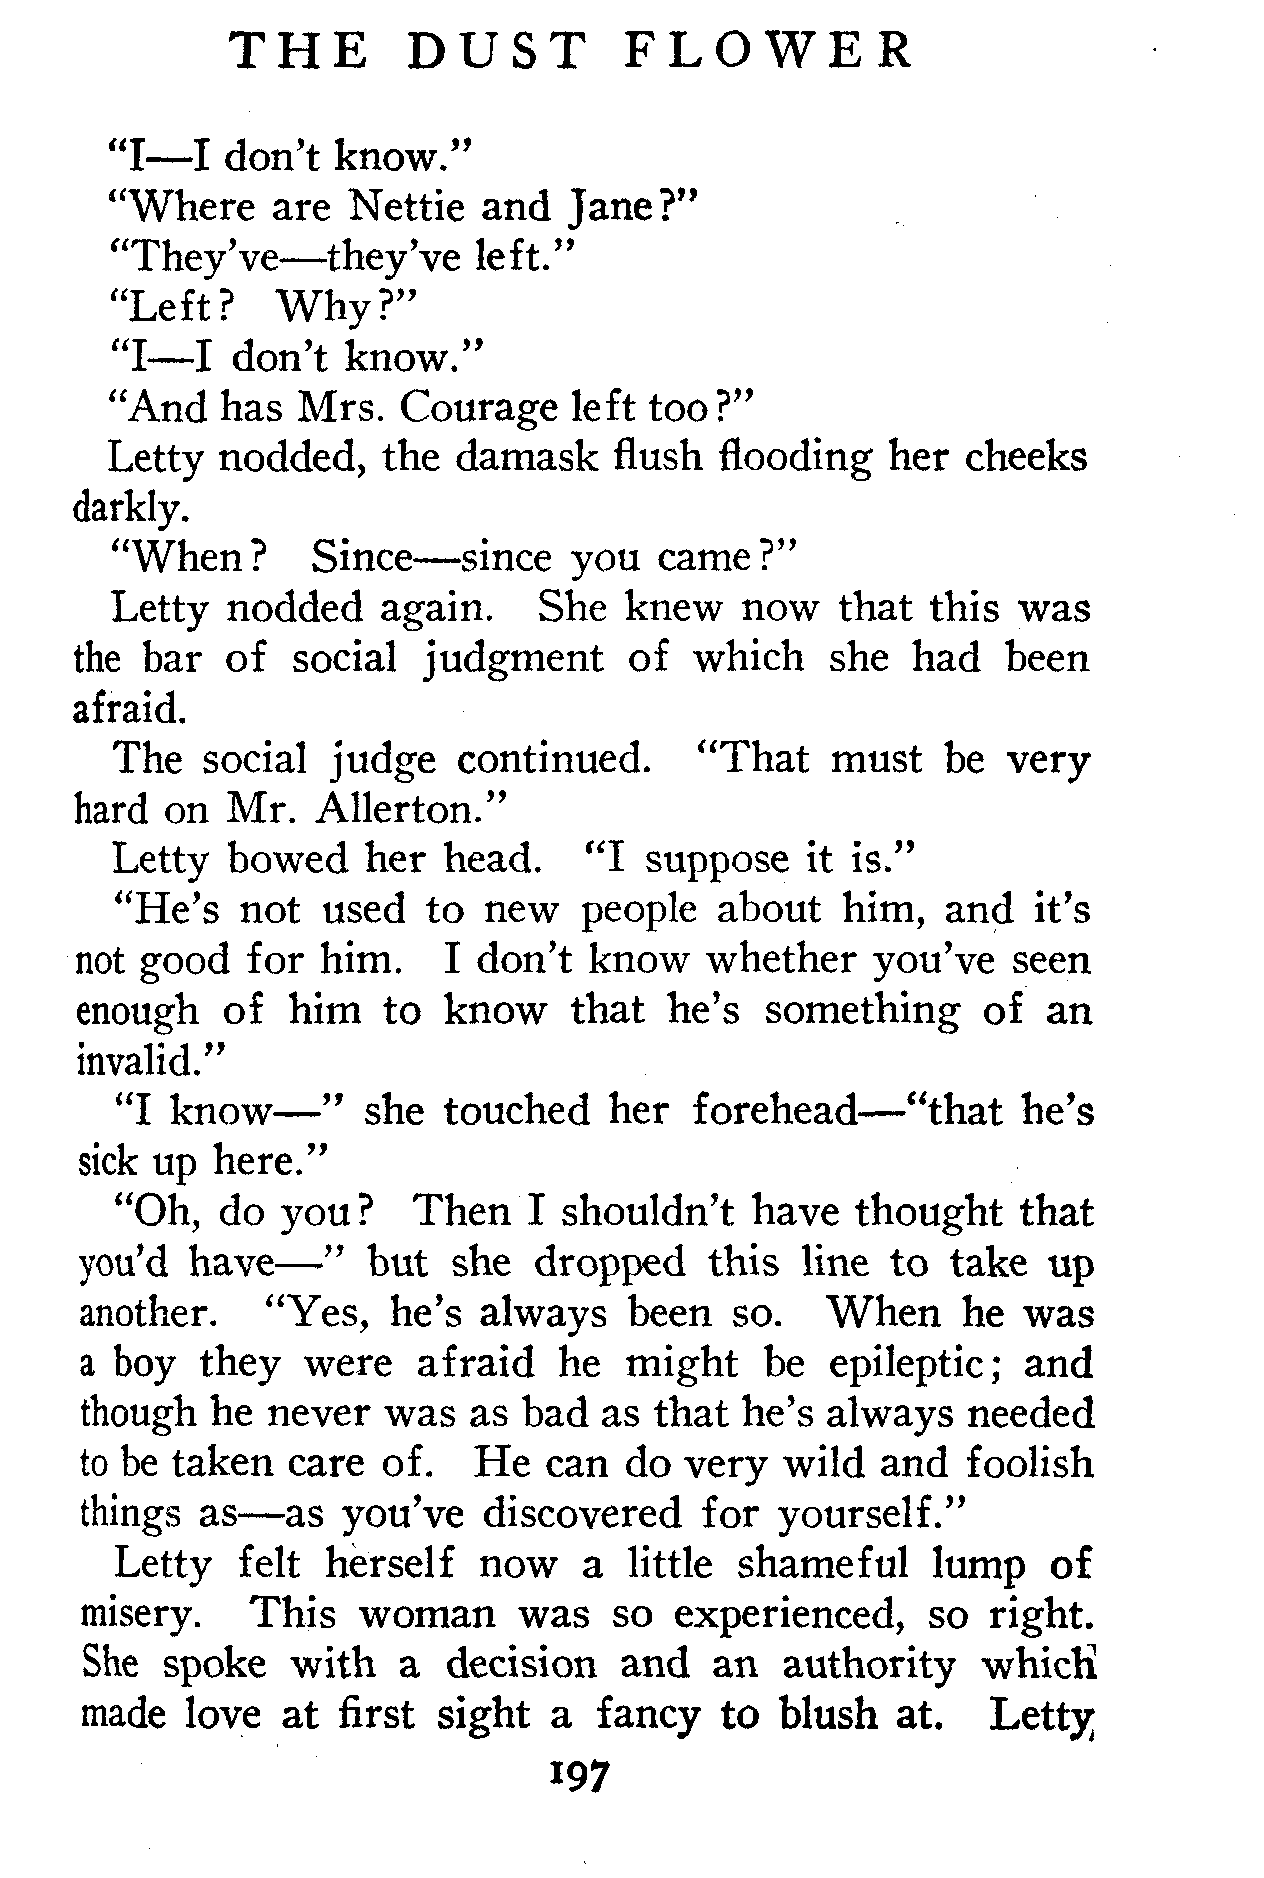 THE DUST FLOWER
“I—I don’t know.”
“Where are Nettie and Jane?”
“They’ve—they’ve left.”
“Left? Why?”
“I—I don’t know.”
“And has Mrs. Courage left too?”
Letty nodded, the damask flush flooding her cheeks
darkly.
“When? Since—since you came?”
Letty nodded again. She knew now that this was
the bar of social judgment of which she had been
afraid.
The social judge continued. “That must be very
hard on Mr. Allerton.”
Letty bowed her head. “I suppose it is.”
“He’s not used to new people about him, and it’s
not good for him. I don’t know whether you’ve seen
enough of him to know that he’s something of an
invalid.”
“I know—” she touched her forehead—“that he’s
sick up here.”
“Oh, do you? Then I shouldn’t have thought that
you’d have—” but she dropped this line to take up
another. “Yes, he’s always been so. When he was
a boy they were afraid he might be epileptic; and
though he never was as bad as that he’s always needed
to be taken care of. He can do very wild and foolish
things as—as you’ve discovered for yourself.”
Letty felt herself now a little shameful lump of
misery. This woman was so experienced, so right.
She spoke with a decision and an authority which
made love at first sight a fancy to blush at. Letty
197